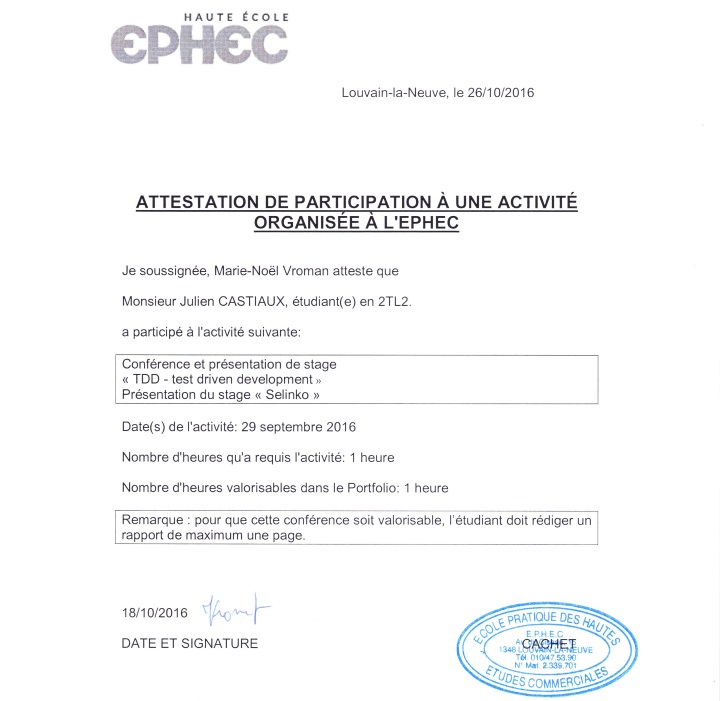 HAUTE ÉCOLE
EPHEC
Louvain-la-Neuve, le 26/10/2016
ATTESTATION DE PARTICIPATION À UNE ACTIVITÉ
ORGANISÉE À L'EPHEC
Je soussignée, Marie-Noël Vroman atteste que
Monsieur Julien CASTIAUX, étudiant(e) en 2TL2.
a participé à l'activité suivante:
Conférence et présentation de stage
« TDD - test driven development »
Présentation du stage « Selinko »
Date(s) de l'activité: 29 septembre 2016
Nombre d'heures qu'a requis l'activité: 1 heure
Nombre d'heures valorisables dans le Portfolio: 1 heure
Remarque : pour que cette conférence soit valorisable, l'étudiant doit rédiger un
rapport de maximum une page.
18/10/2016
DATE ET SIGNATURE
ECOLE PRATIQUE DES HAUTES
E.P.H.E.C
CACHET
1348 LOUVAIN-LA-NEUVE
Tél. 010/47.53.90
N° Mat. 2.339.701
ETUDES COMMERCIALES